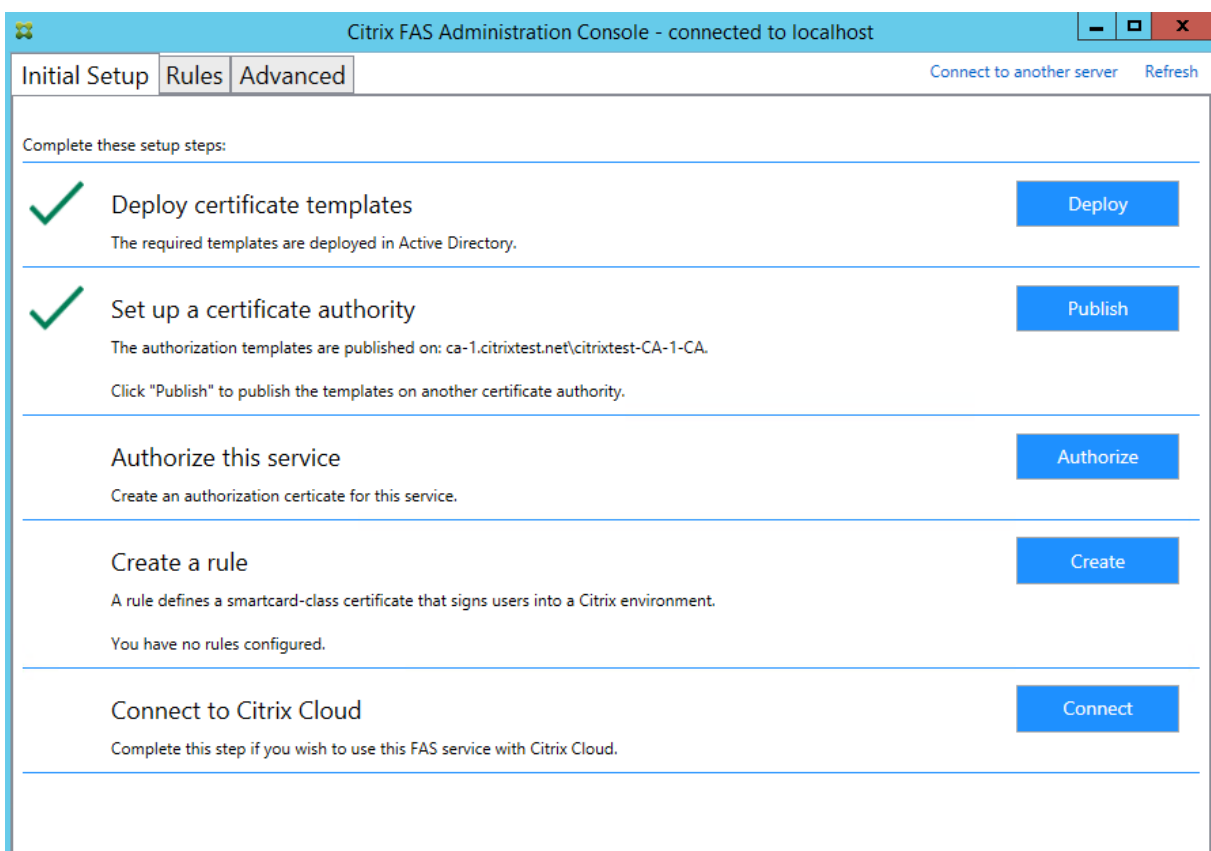 Citrix FAS Administration Console - connected to localhost
Initial Setup Rules Advanced Connect to another server Refresh
Complete these setup steps:
Deploy certificate templates Deploy
The required templates are deployed in Active Directory.
Set up a certificate authority Publish
The authorization templates are published on: ca-1.citrixtest.net\citrixtest-CA-1-CA.
Click "Publish" to publish the templates on another certificate authority.
Authorize this service Authorize
Create an authorization certicate for this service.
Create a rule Create
A rule defines a smartcard-class certificate that signs users into a Citrix environment.
You have no rules configured.
Connect to Citrix Cloud Connect
Complete this step if you wish to use this FAS service with Citrix Cloud.